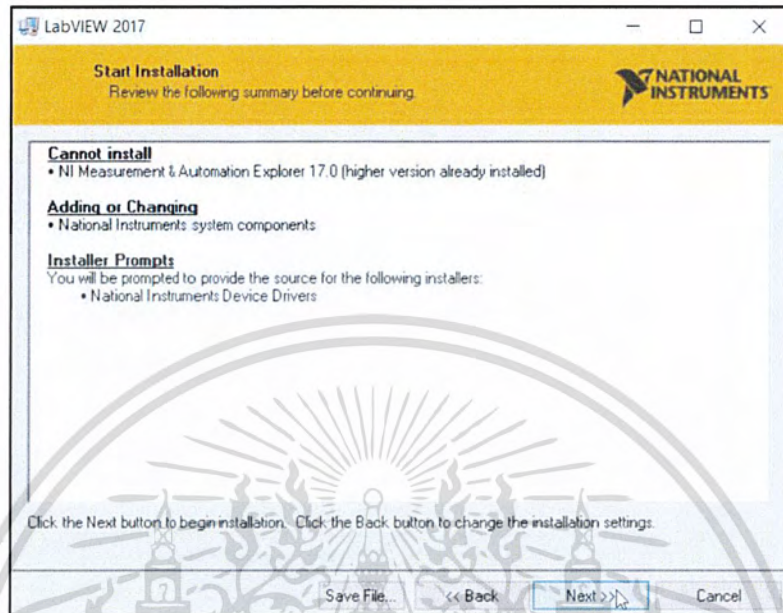 LabVIEW 2017
Start Installation
Review the following summary before continuing.
NATIONAL
INSTRUMENTS
Cannot install
• NI Measurement & Automation Explorer 17.0 (higher version already installed)
Adding or Changing
• National Instruments system components
Installer Prompts
You will be prompted to provide the source for the following installers:
• National Instruments Device Drivers
Click the Next button to begin installation. Click the Back button to change the installation settings.
Save File... << Back Next >> Cancel